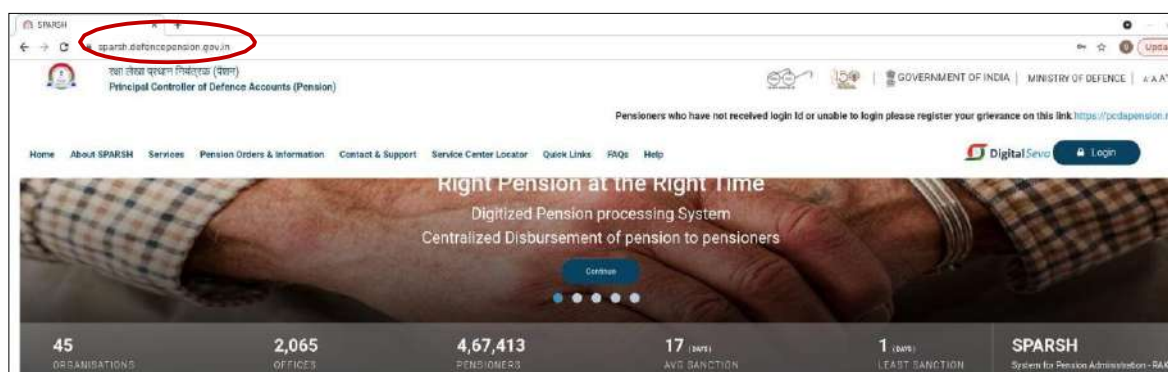 SPARSH
sparsh.defencepension.gov.in
रक्षा लेखा प्रधान नियंत्रक (पेंशन)
Principal Controller of Defence Accounts (Pension)
GOVERNMENT OF INDIA | MINISTRY OF DEFENCE |
Pensioners who have not received login Id or unable to login please register your grievance on this link https://pcdapension.
Home About SPARSH Services Pension Orders & Information Contact & Support Service Center Locator Quick Links FAQs Help
Digital Seva Login
Right Pension at the Right Time
Digitized Pension processing System
Centralized Disbursement of pension to pensioners
Continue
45 2,065 4,67,413 17 (DAYS) 1 (DAYS) SPARSH
ORGANISATIONS OFFICES PENSIONERS AVG SANCTION LEAST SANCTION System for Pension Administration - RA